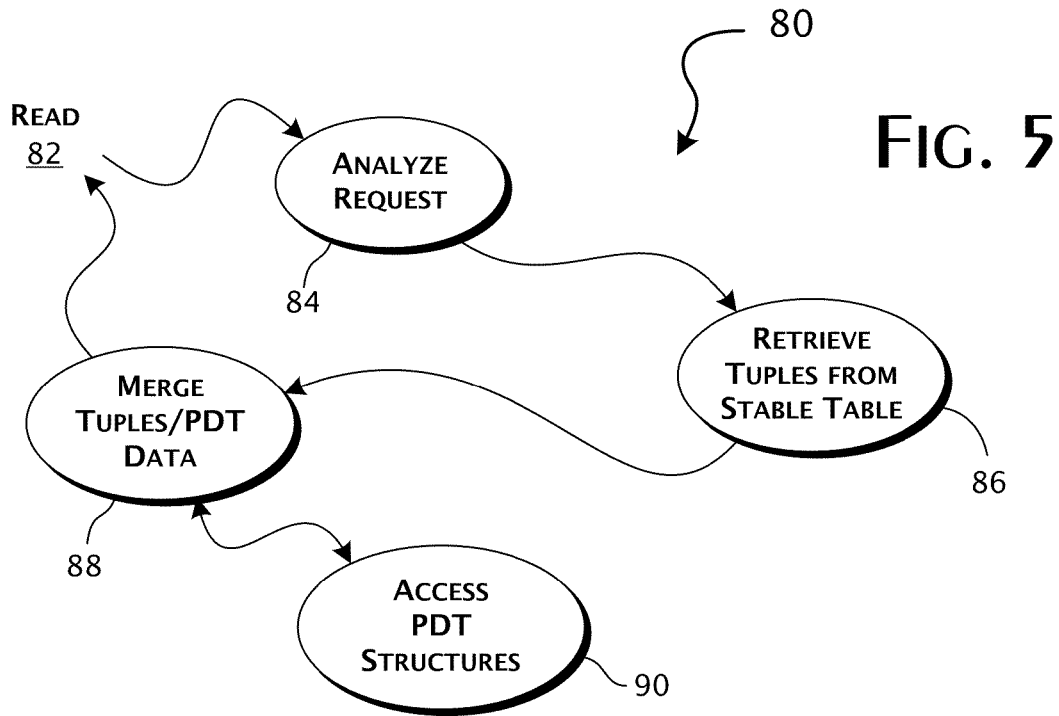 80
READ
82
FIG. 5
ANALYZE
REQUEST
84
RETRIEVE
TUPLES FROM
STABLE TABLE
86
MERGE
TUPLES/PDT
DATA
88
ACCESS
PDT
STRUCTURES
90